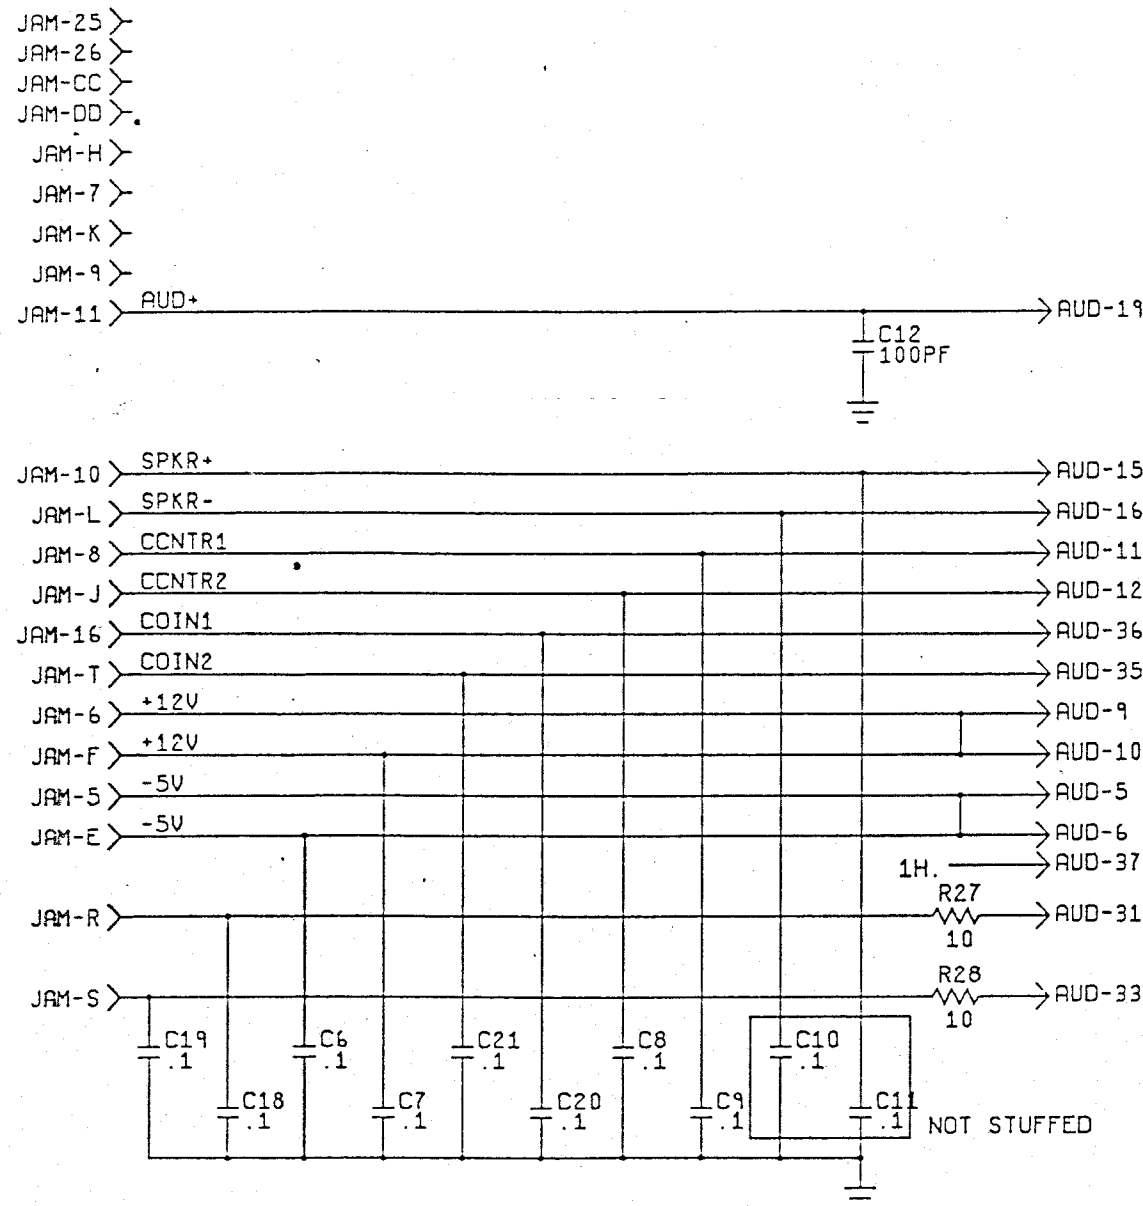 JAM-25
JAM-26
JAM-CC
JAM-DD
JAM-H
JAM-7
JAM-K
JAM-9
JAM-11 AUD+ AUD-19
C12
100PF
JAM-10 SPKR+ AUD-15
JAM-L SPKR- AUD-16
JAM-8 CCNTR1 AUD-11
JAM-J CCNTR2 AUD-12
JAM-16 COIN1 AUD-36
JAM-T COIN2 AUD-35
JAM-6 +12V AUD-9
JAM-F +12V AUD-10
JAM-5 -5V AUD-5
JAM-E -5V AUD-6
1H. AUD-37
R27
JAM-R AUD-31
10
R28
JAM-S AUD-33
10
C19 C6 C21 C8 C10
.1 .1 .1 .1 .1
C18 C7 C20 C9 C11
.1 .1 .1 .1 .1
NOT STUFFED